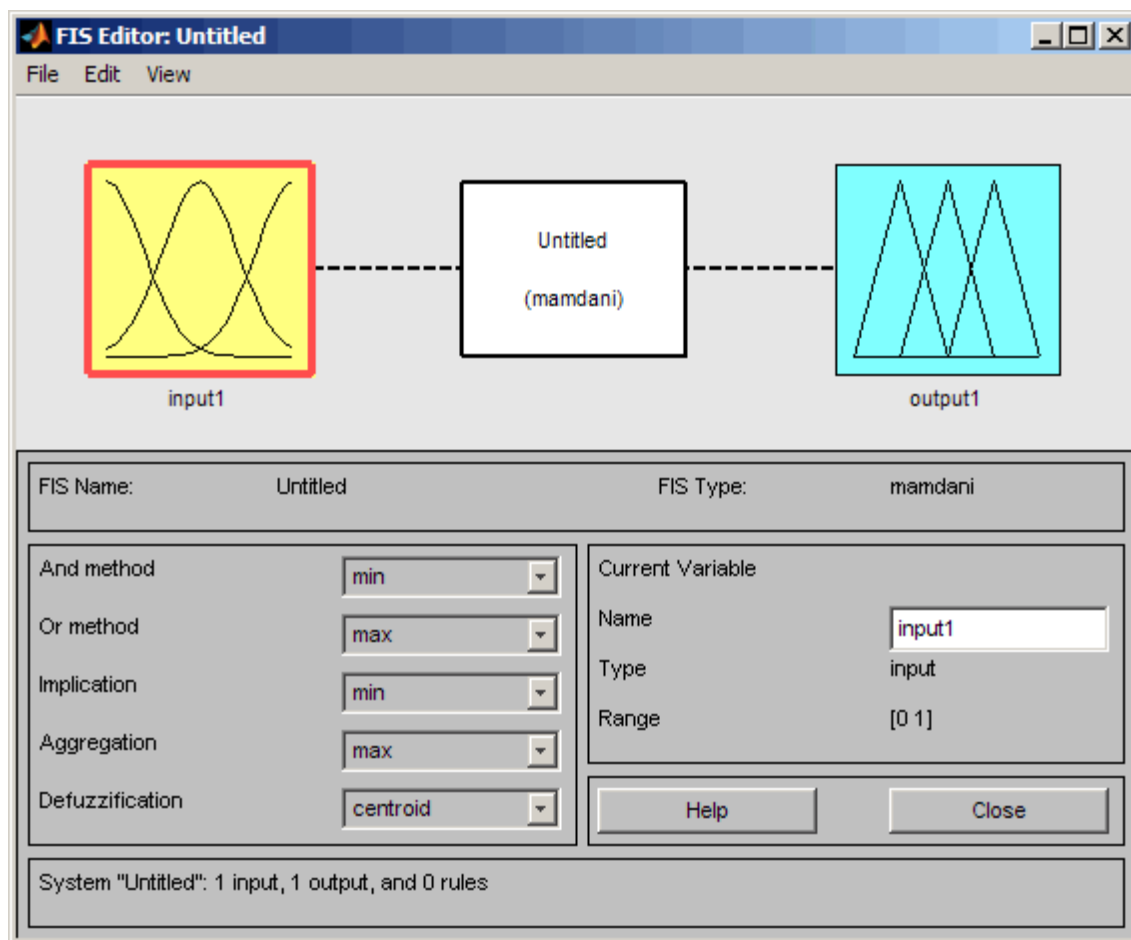 FIS Editor: Untitled
File Edit View
Untitled
(mamdani)
input1
output1
FIS Name: Untitled FIS Type: mamdani
And method min
Or method max
Implication min
Aggregation max
Defuzzification centroid
Current Variable
Name input1
Type input
Range [0 1]
Help Close
System "Untitled": 1 input, 1 output, and 0 rules